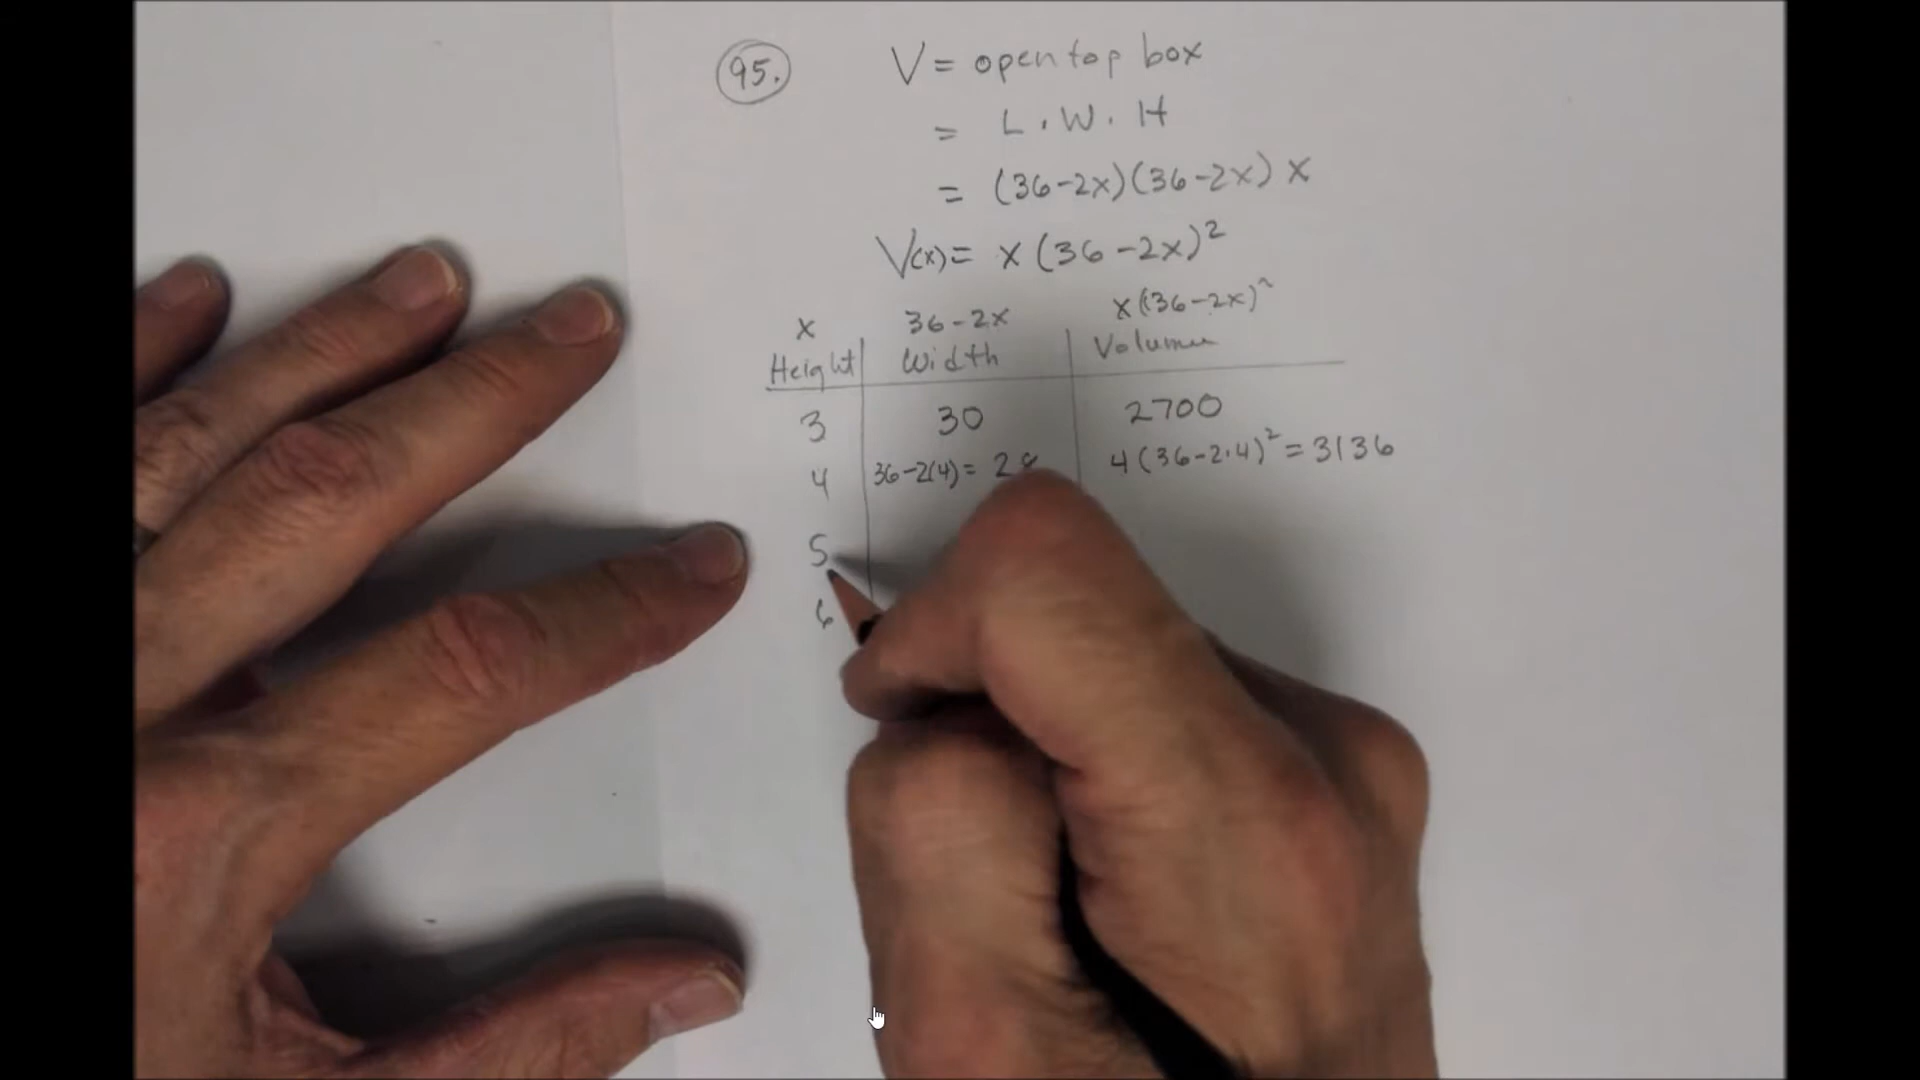 95. V = open top box
= L . W . H
= (36-2x)(36-2x) x
V(x) = x (36-2x)²
x 36-2x x(36-2x)²
Height Width Volume
3 30 2700
4 36-2(4) = 28 4(36-2·4)² = 3136
5
6